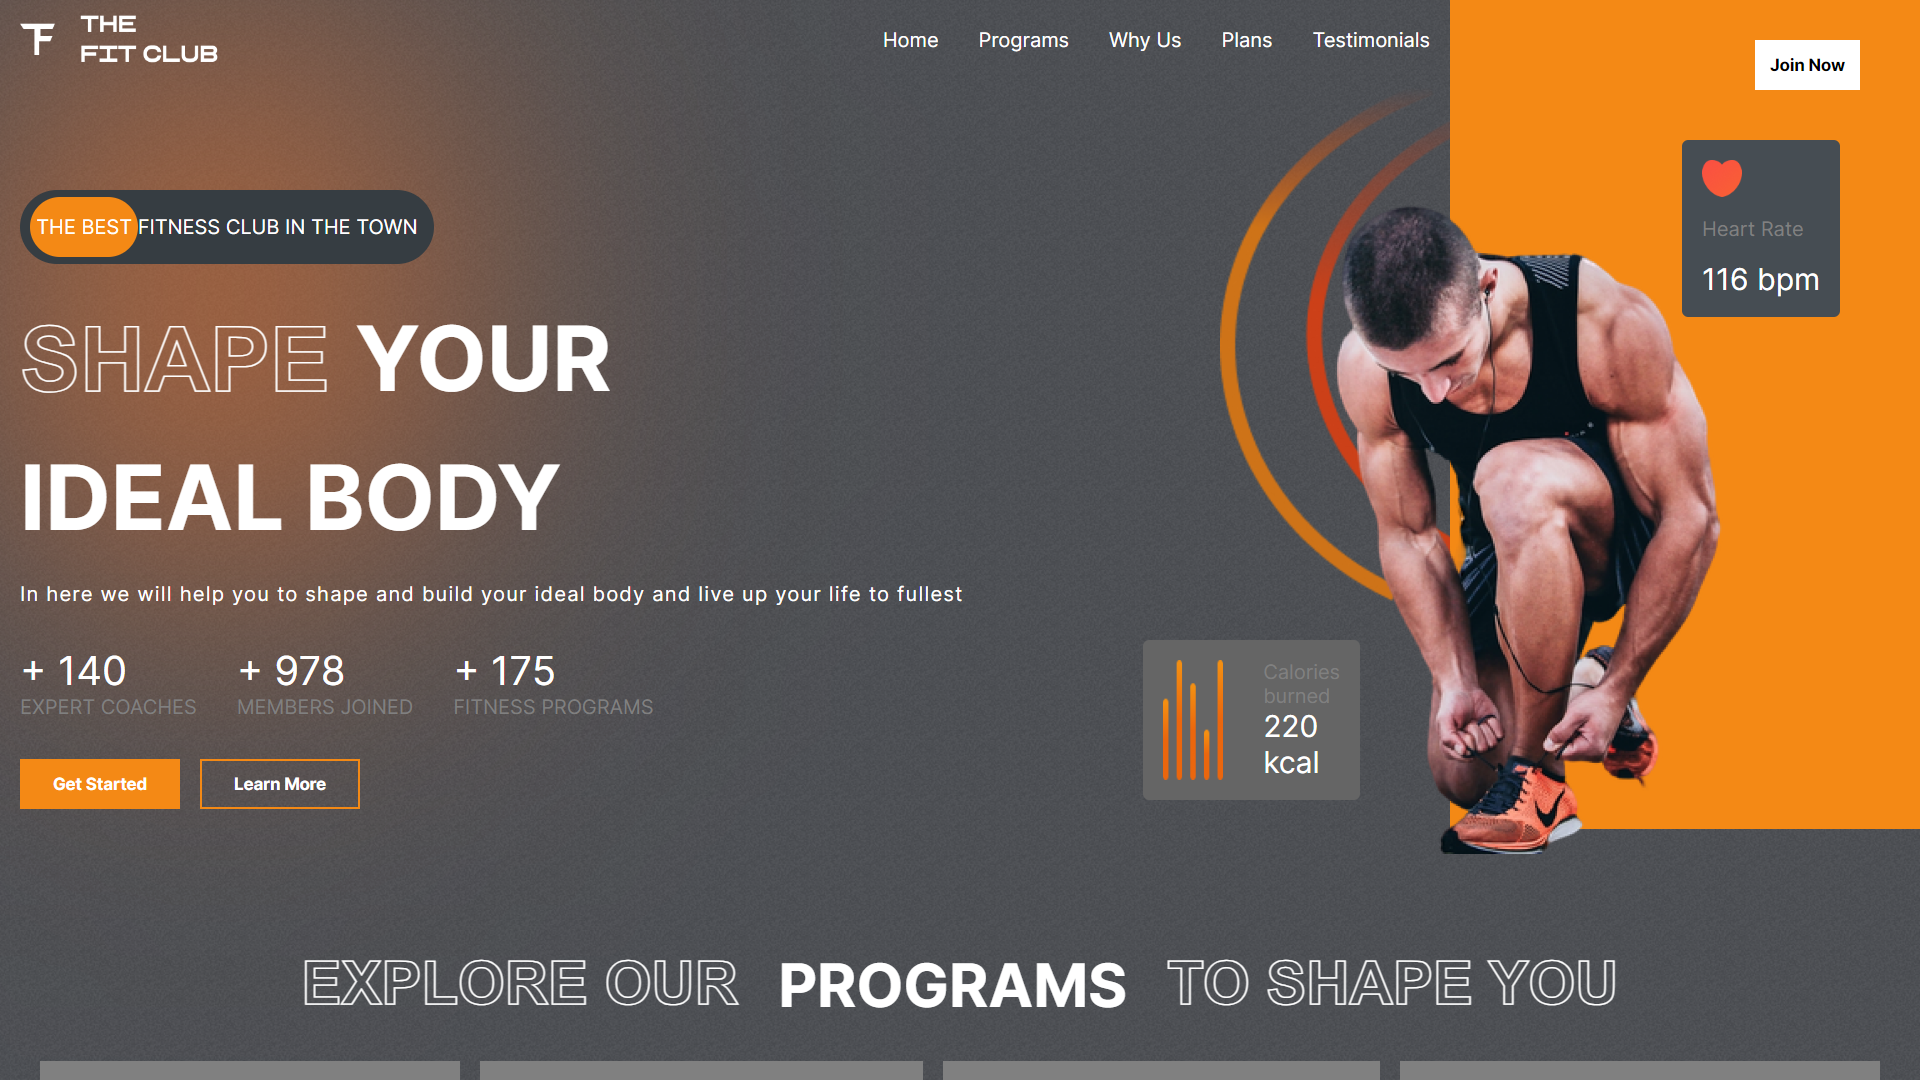 THE
FIT CLUB
Home Programs Why Us Plans Testimonials
Join Now
THE BEST FITNESS CLUB IN THE TOWN
Heart Rate
116 bpm
SHAPE YOUR
IDEAL BODY
In here we will help you to shape and build your ideal body and live up your life to fullest
+ 140
EXPERT COACHES
+ 978
MEMBERS JOINED
+ 175
FITNESS PROGRAMS
Calories
burned
220
kcal
Get Started
Learn More
EXPLORE OUR PROGRAMS TO SHAPE YOU